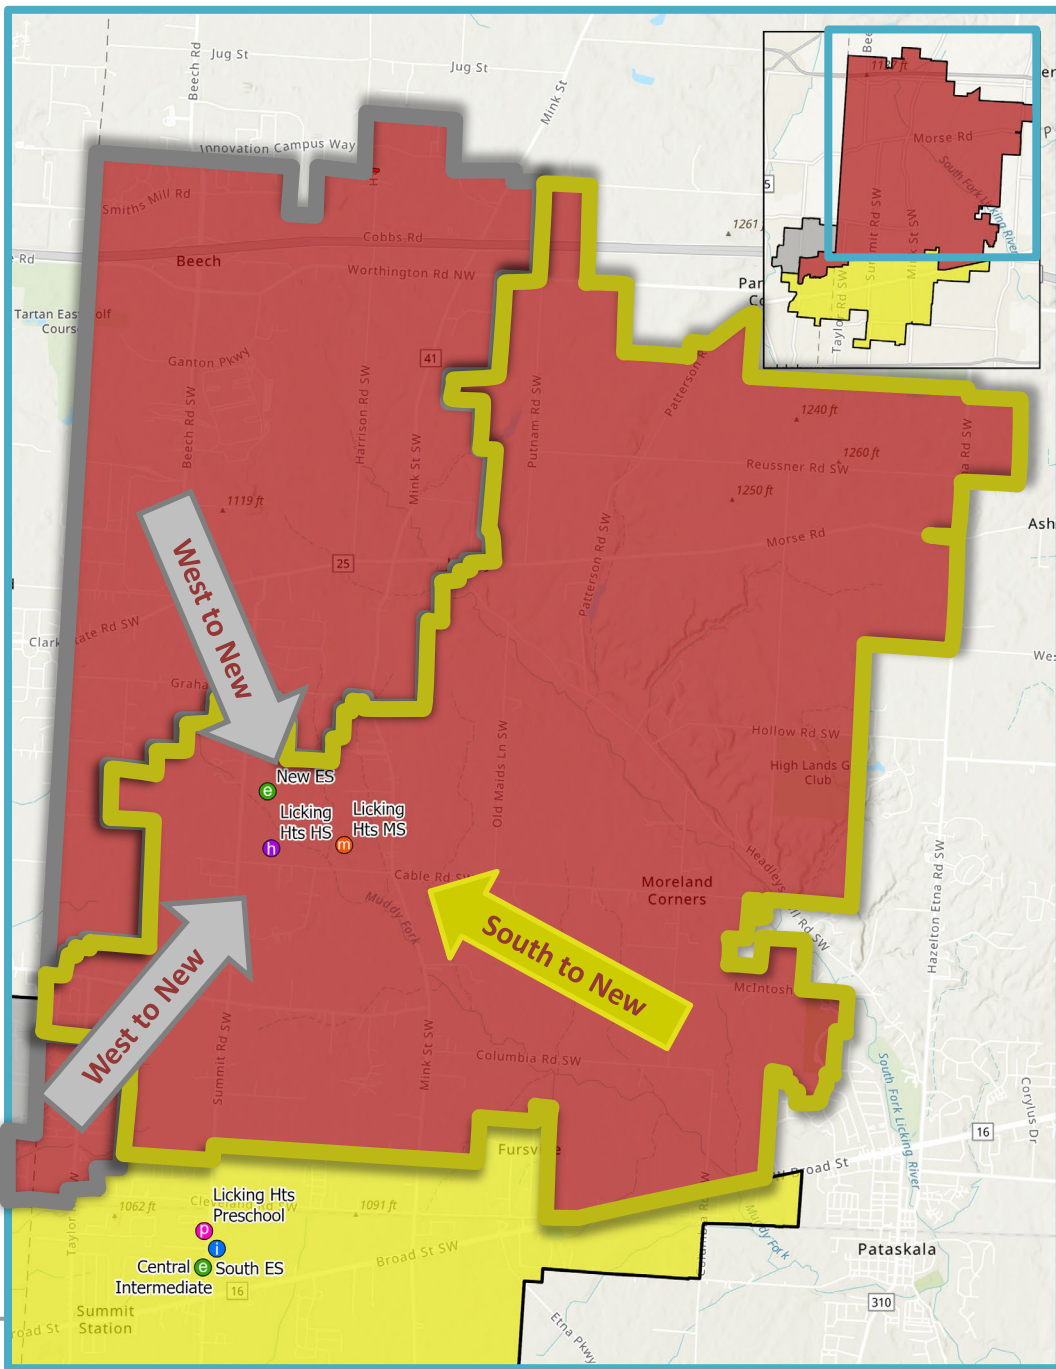 Jug St
Jug St
Beech Rd
Mink St
Innovation Campus Way
Smiths Mill Rd
Cobbs Rd
Beech
Worthington Rd NW
1261
Rd
Tartan East Golf
Ganton Pkwy
41
Beech Rd SW
Harrison Rd SW
Mink St SW
Putnam Rd SW
Patterson R
1240 ft
1260 ft
Reussner Rd SW
1250 ft
1119 ft
Morse Rd
25
Patterson Rd SW
Ash
West to New
Clark State Rd SW
Grah
Old Maids Ln SW
Hollow Rd SW
High Lands G
Club
New ES
e
Licking
Hts HS
h
Licking
Hts MS
m
Cable Rd SW
Muddy Fork
Moreland
Corners
Hazelton Etna Rd SW
South to New
West to New
McIntosh
Summit Rd SW
Mink St SW
Columbia Rd SW
South Fork Licking River
Corylus Dr
16
Fursville
Broad St
Licking Hts
Preschool
p
i
Central
e
South ES
Intermediate
1062 ft
Cleveland Rd SW
1091 ft
Broad St SW
16
Summit
Station
road St
Muddy Fork
Pataskala
310
Etna Pkwy
Morse Rd
South Fork Licking River
Summit Rd SW
Mink St SW
Taylor Rd SW
5